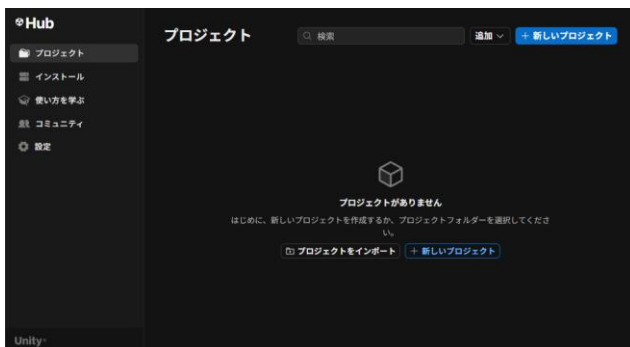 Hub
プロジェクト
インストール
使い方を学ぶ
コミュニティ
設定
Unity
プロジェクト
検索
追加
+ 新しいプロジェクト
プロジェクトがありません
はじめに、新しいプロジェクトを作成するか、プロジェクトフォルダーを選択してくださ
い。
プロジェクトをインポート
+ 新しいプロジェクト